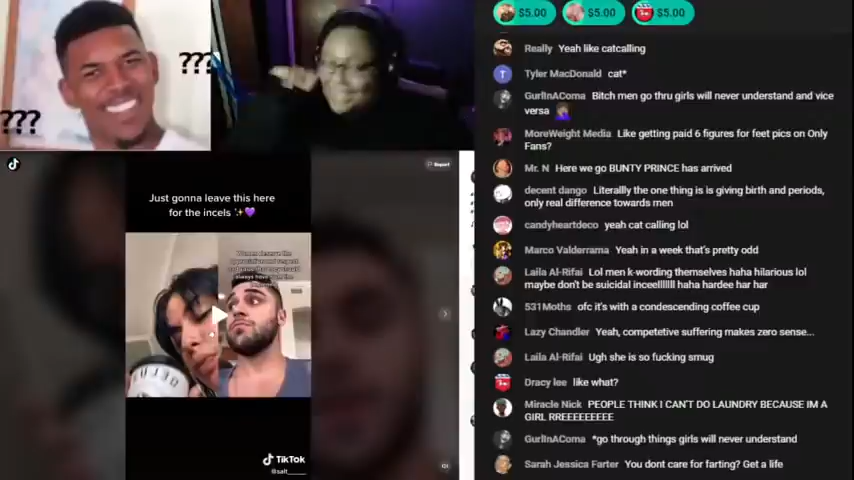 ???
???
Report
Just gonna leave this here
for the incels ✨💜
TikTok
@salt_
$5.00
$5.00
$5.00
Really Yeah like catcalling
T
Tyler MacDonald cat*
GurlInAComa Bitch men go thru girls will never understand and vice
versa 🤦🏾‍♀️
MoreWeight Media Like getting paid 6 figures for feet pics on Only
Fans?
Mr. N Here we go BUNTY PRINCE has arrived
decent dango Literallly the one thing is is giving birth and periods,
only real difference towards men
candyheartdeco yeah cat calling lol
Marco Valderrama Yeah in a week that's pretty odd
Laila Al-Rifai Lol men k-wording themselves haha hilarious lol
maybe don't be suicidal inceelllllll haha hardee har har
531Moths ofc it's with a condescending coffee cup
Lazy Chandler Yeah, competetive suffering makes zero sense...
Laila Al-Rifai Ugh she is so fucking smug
Dracy lee like what?
Miracle Nick PEOPLE THINK I CAN'T DO LAUNDRY BECAUSE IM A
GIRL RREEEEEEEEE
GurlInAComa *go through things girls will never understand
Sarah Jessica Farter You dont care for farting? Get a life